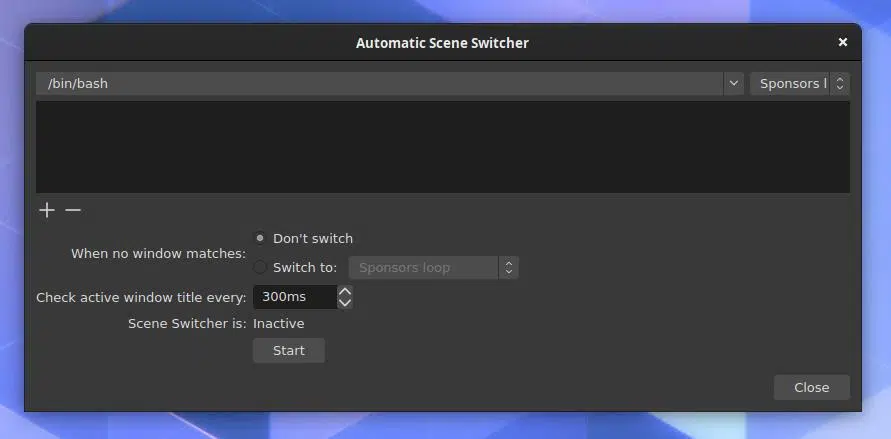 Automatic Scene Switcher
/bin/bash
Sponsors l
When no window matches:
Don't switch
Switch to: Sponsors loop
Check active window title every: 300ms
Scene Switcher is: Inactive
Start
Close